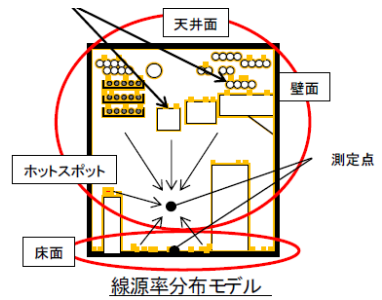 天井面
壁面
ホットスポット
測定点
床面
線源率分布モデル